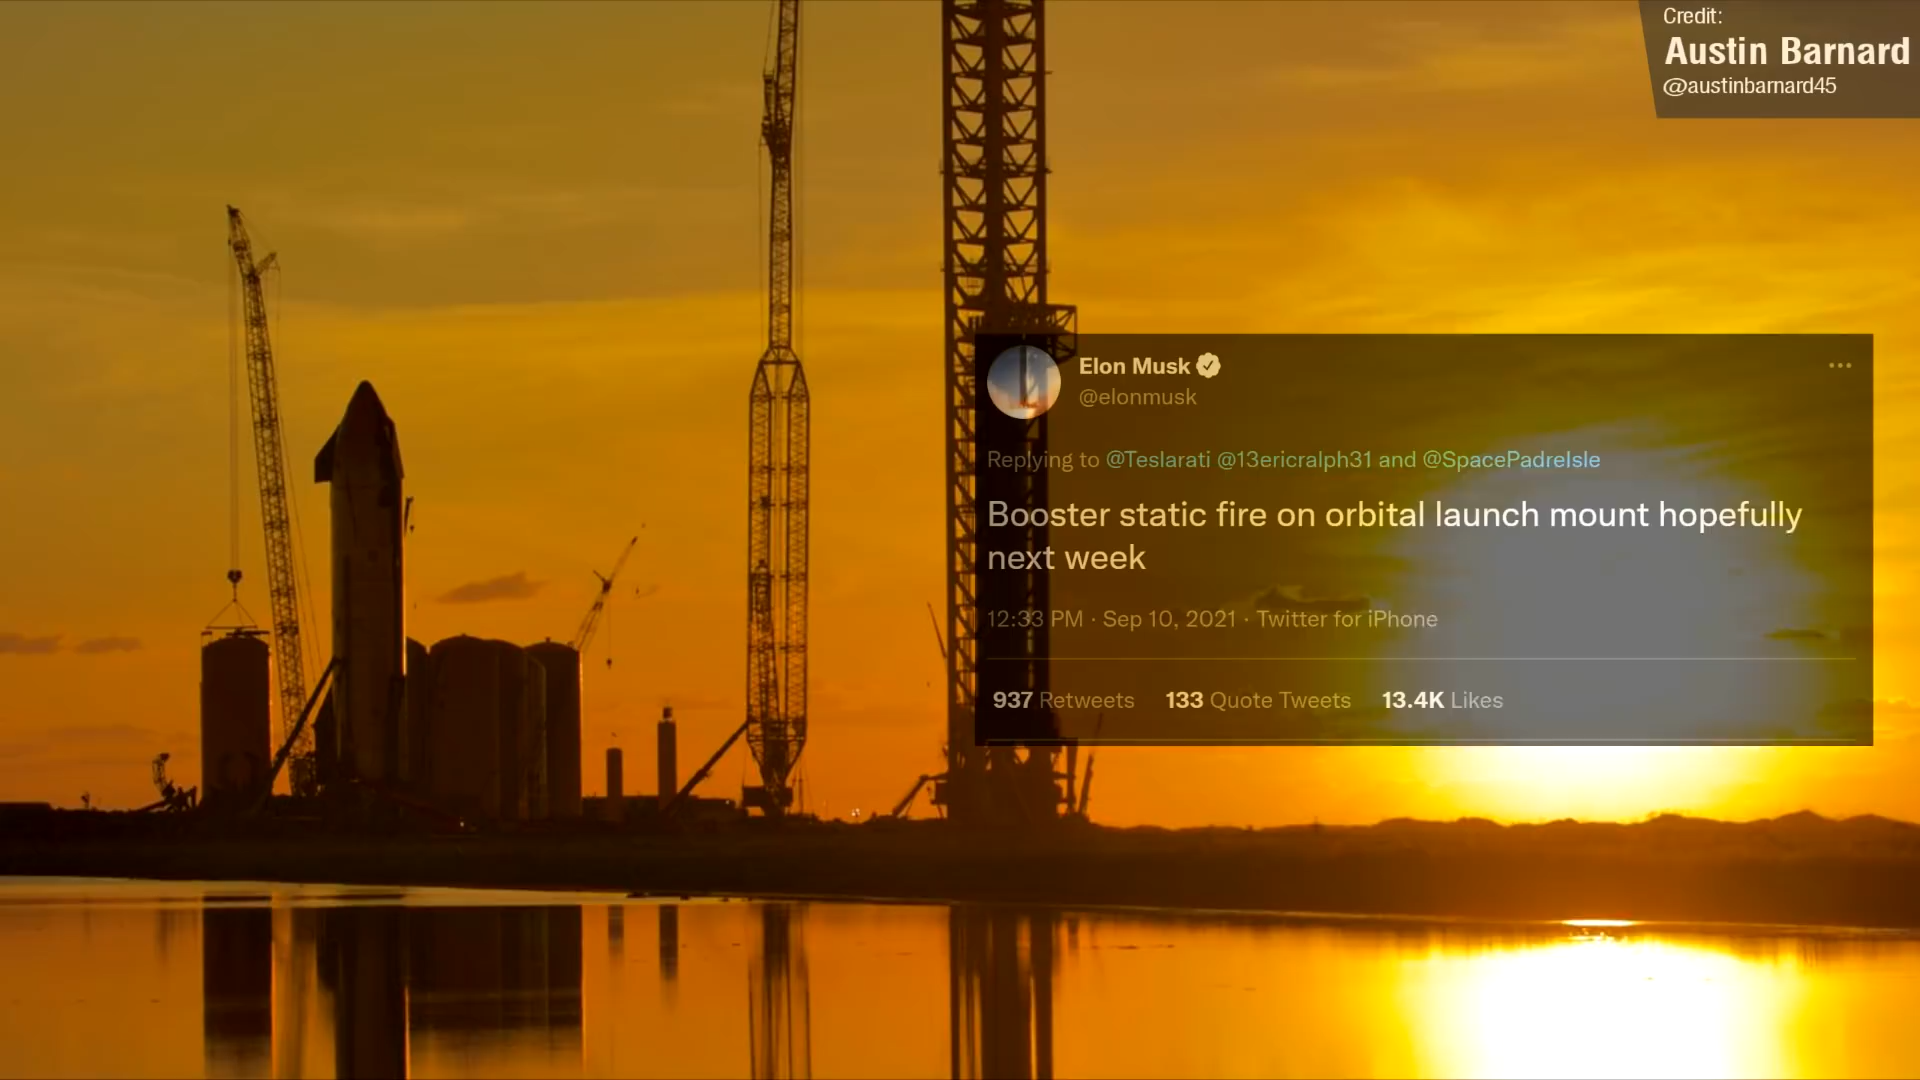 Credit:
Austin Barnard
@austinbarnard45
Elon Musk
@elonmusk
Replying to @Teslarati @13ericralph31 and @SpacePadreIsle
Booster static fire on orbital launch mount hopefully
next week
12:33 PM · Sep 10, 2021 · Twitter for iPhone
937 Retweets 133 Quote Tweets 13.4K Likes